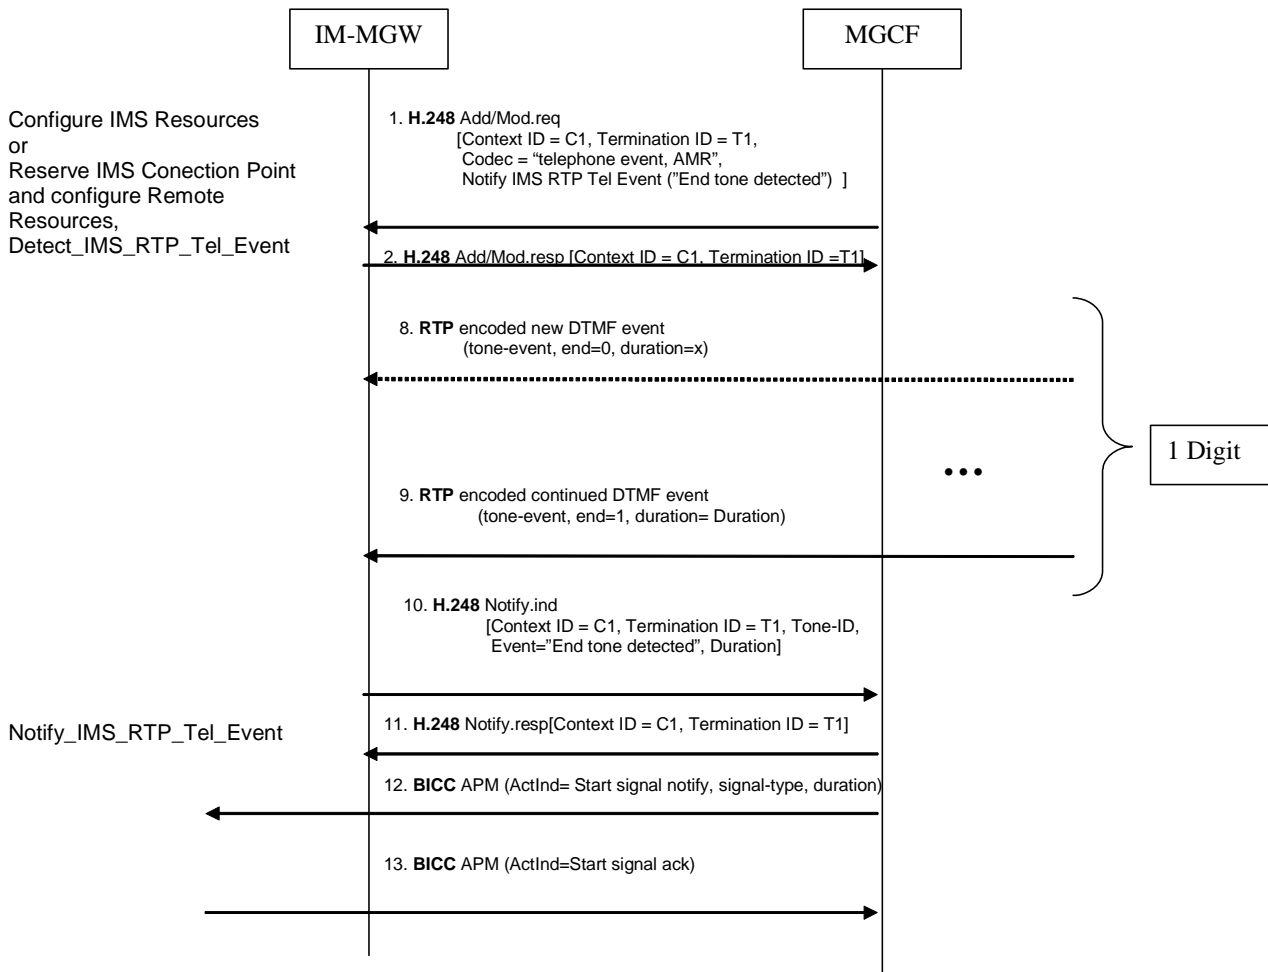 IM-MGW
MGCF
Configure IMS Resources
or
Reserve IMS Conection Point
and configure Remote
Resources,
Detect_IMS_RTP_Tel_Event
1. H.248 Add/Mod.req
[Context ID = C1, Termination ID = T1,
Codec = “telephone event, AMR”,
Notify IMS RTP Tel Event (”End tone detected”) ]
2. H.248 Add/Mod.resp [Context ID = C1, Termination ID =T1]
8. RTP encoded new DTMF event
(tone-event, end=0, duration=x)
...
1 Digit
9. RTP encoded continued DTMF event
(tone-event, end=1, duration= Duration)
10. H.248 Notify.ind
[Context ID = C1, Termination ID = T1, Tone-ID,
Event=”End tone detected”, Duration]
Notify_IMS_RTP_Tel_Event
11. H.248 Notify.resp[Context ID = C1, Termination ID = T1]
12. BICC APM (ActInd= Start signal notify, signal-type, duration)
13. BICC APM (ActInd=Start signal ack)